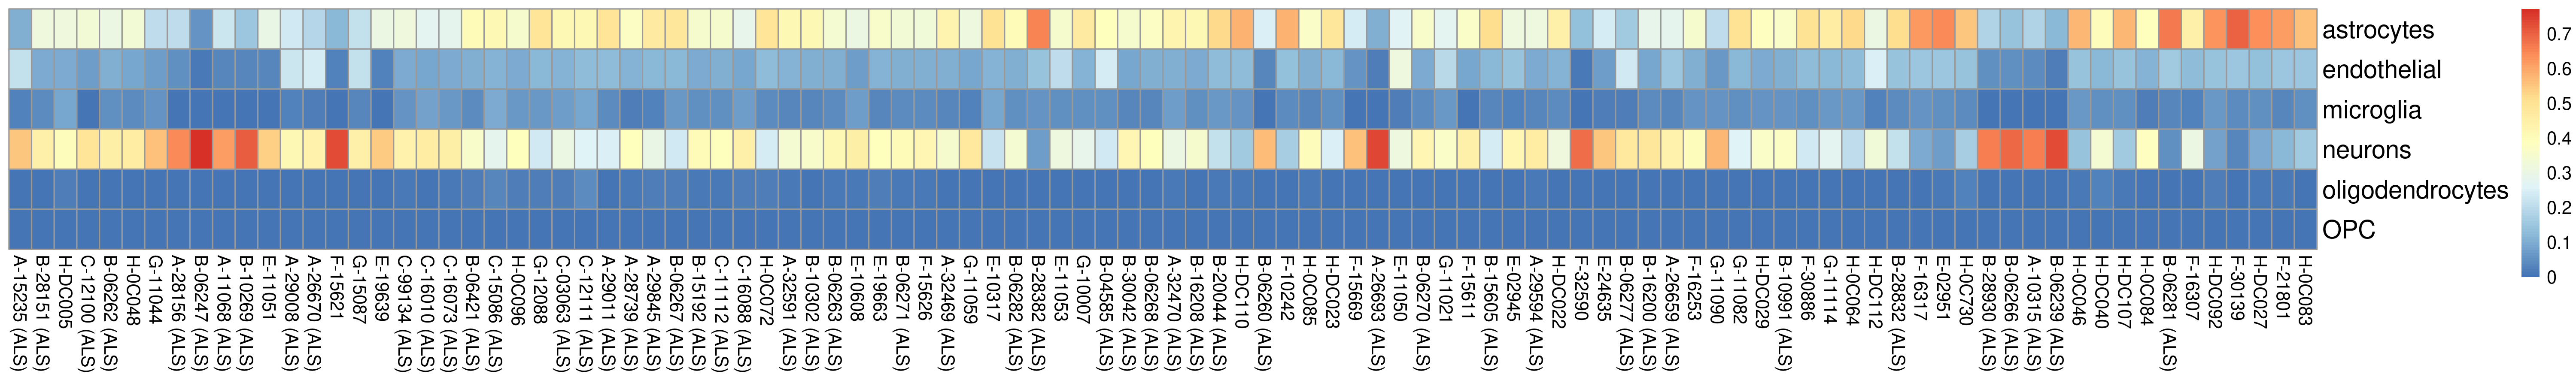 astrocytes
endothelial
microglia
neurons
oligodendrocytes
OPC
0.7
0.6
0.5
0.4
0.3
0.2
0.1
0
A-15235 (ALS)
B-28151 (ALS)
H-DC005
C-12100 (ALS)
B-06262 (ALS)
H-0C048
G-11044
A-28156 (ALS)
B-06247 (ALS)
A-11068 (ALS)
B-10269 (ALS)
E-11051
A-29008 (ALS)
A-26670 (ALS)
F-15621
G-15087
E-19639
C-99134 (ALS)
C-16010 (ALS)
C-16073 (ALS)
B-06421 (ALS)
C-15086 (ALS)
H-0C096
G-12088
C-03063 (ALS)
C-12111 (ALS)
A-29011 (ALS)
A-28739 (ALS)
A-29845 (ALS)
B-06267 (ALS)
B-15192 (ALS)
C-11112 (ALS)
C-16088 (ALS)
H-0C072
A-32591 (ALS)
B-10302 (ALS)
B-06263 (ALS)
E-10608
E-19663
B-06271 (ALS)
F-15626
A-32469 (ALS)
G-11059
E-10317
B-06282 (ALS)
B-28382 (ALS)
E-11053
G-10007
B-04585 (ALS)
B-30042 (ALS)
B-06268 (ALS)
A-32470 (ALS)
B-16208 (ALS)
B-20044 (ALS)
H-DC110
B-06260 (ALS)
F-10242
H-0C085
H-DC023
F-15669
A-26693 (ALS)
E-11050
B-06270 (ALS)
G-11021
F-15611
B-15605 (ALS)
E-02945
A-29594 (ALS)
H-DC022
F-32590
E-24635
B-06277 (ALS)
B-16200 (ALS)
A-26659 (ALS)
F-16253
G-11090
G-11082
H-DC029
B-10991 (ALS)
F-30886
G-11114
H-0C064
H-DC112
B-28832 (ALS)
F-16317
E-02951
H-0C730
B-28930 (ALS)
B-06266 (ALS)
A-10315 (ALS)
B-06239 (ALS)
H-0C046
H-DC040
H-DC107
H-0C084
B-06281 (ALS)
F-16307
H-DC092
F-30139
H-DC027
F-21801
H-0C083